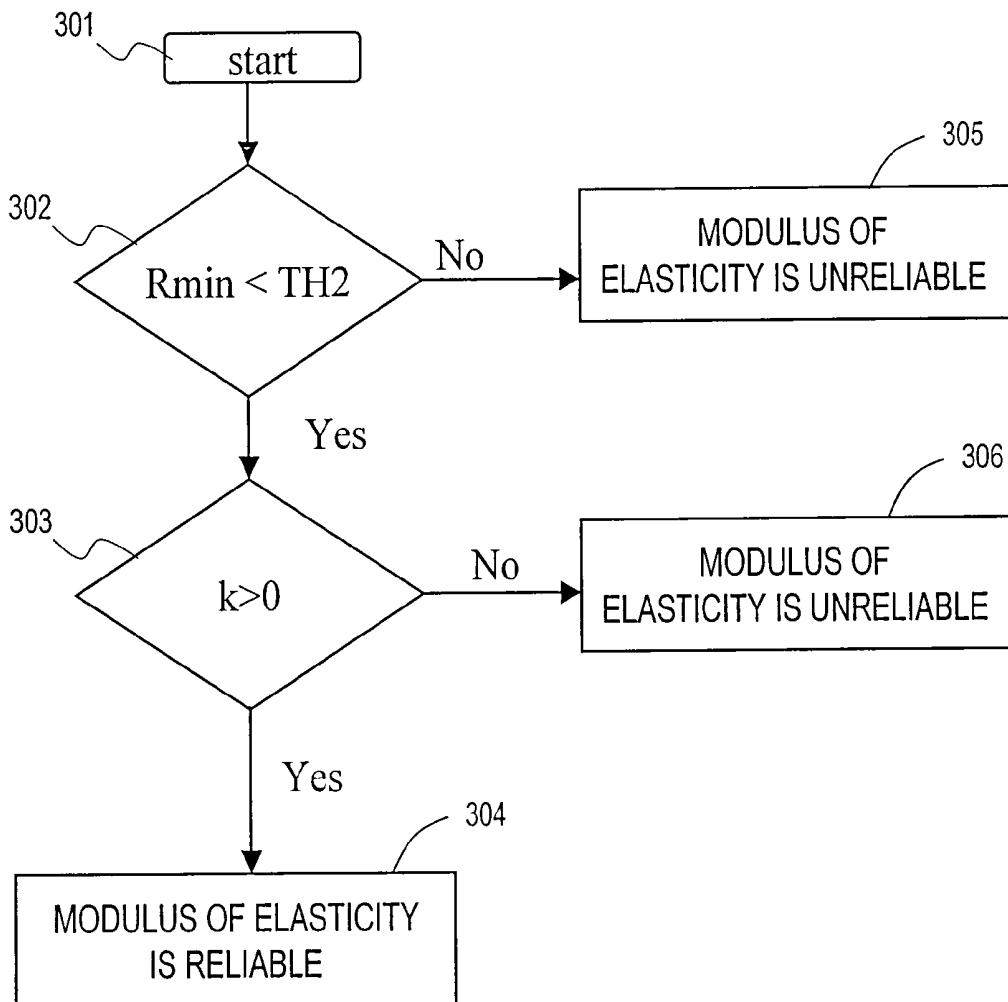 301
start
305
302
MODULUS OF
ELASTICITY IS UNRELIABLE
No
Rmin < TH2
Yes
306
303
MODULUS OF
ELASTICITY IS UNRELIABLE
No
k>0
Yes
304
MODULUS OF ELASTICITY
IS RELIABLE